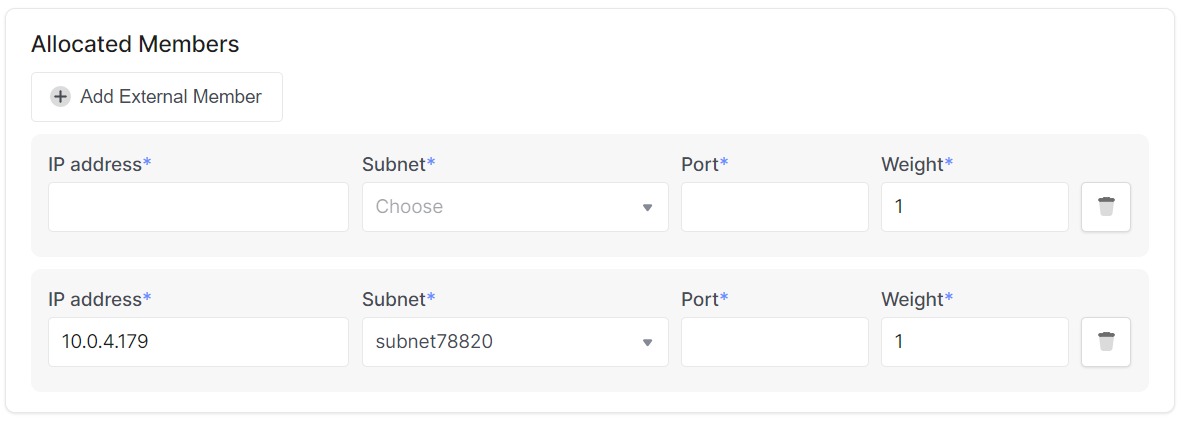 Allocated Members
Add External Member
IP address* Subnet* Port* Weight*
Choose 1
IP address* Subnet* Port* Weight*
10.0.4.179 subnet78820 1